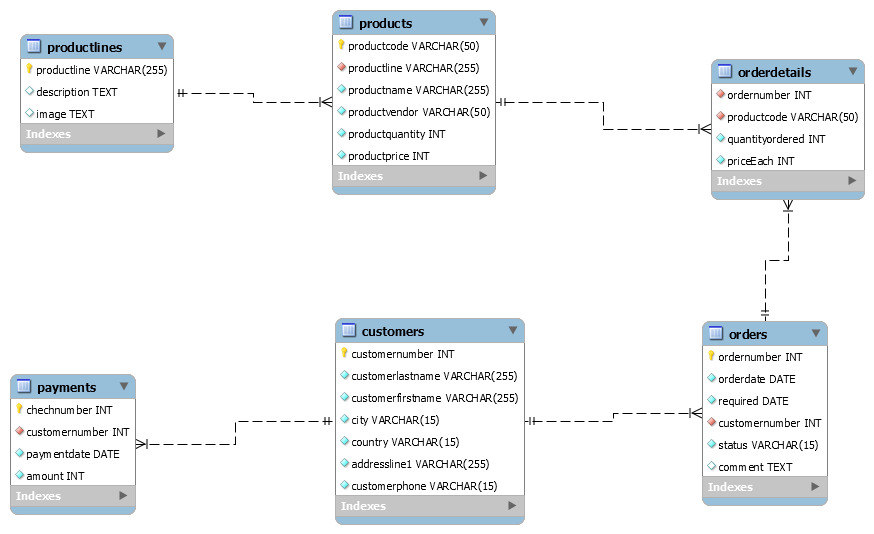 productlines
productline VARCHAR(255)
description TEXT
image TEXT
Indexes
products
productcode VARCHAR(50)
productline VARCHAR(255)
productname VARCHAR(255)
productvendor VARCHAR(50)
productquantity INT
productprice INT
Indexes
orderdetails
ordernumber INT
productcode VARCHAR(50)
quantityordered INT
priceEach INT
Indexes
payments
chechnumber INT
customernumber INT
paymentdate DATE
amount INT
Indexes
customers
customernumber INT
customerlastname VARCHAR(255)
customerfirstname VARCHAR(255)
city VARCHAR(15)
country VARCHAR(15)
addressline1 VARCHAR(255)
customerphone VARCHAR(15)
Indexes
orders
ordernumber INT
orderdate DATE
required DATE
customernumber INT
status VARCHAR(15)
comment TEXT
Indexes